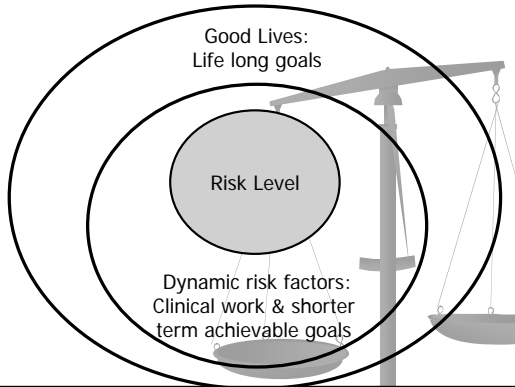 Good Lives:
Life long goals
Risk Level
Dynamic risk factors:
Clinical work & shorter
term achievable goals